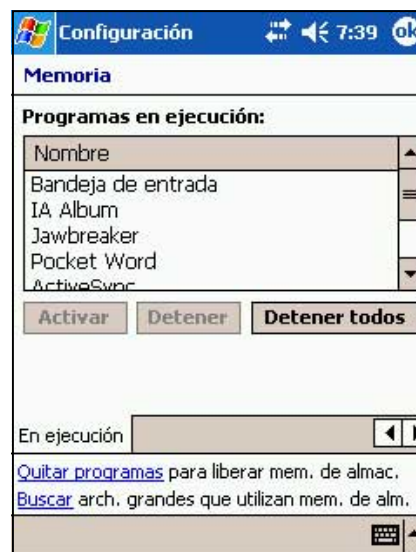 Configuración 7:39 ok
Memoria
Programas en ejecución:
Nombre
Bandeja de entrada
IA Album
Jawbreaker
Pocket Word
ActiveSync
Activar Detener Detener todos
En ejecución
Quitar programas para liberar mem. de almac.
Buscar arch. grandes que utilizan mem. de alm.